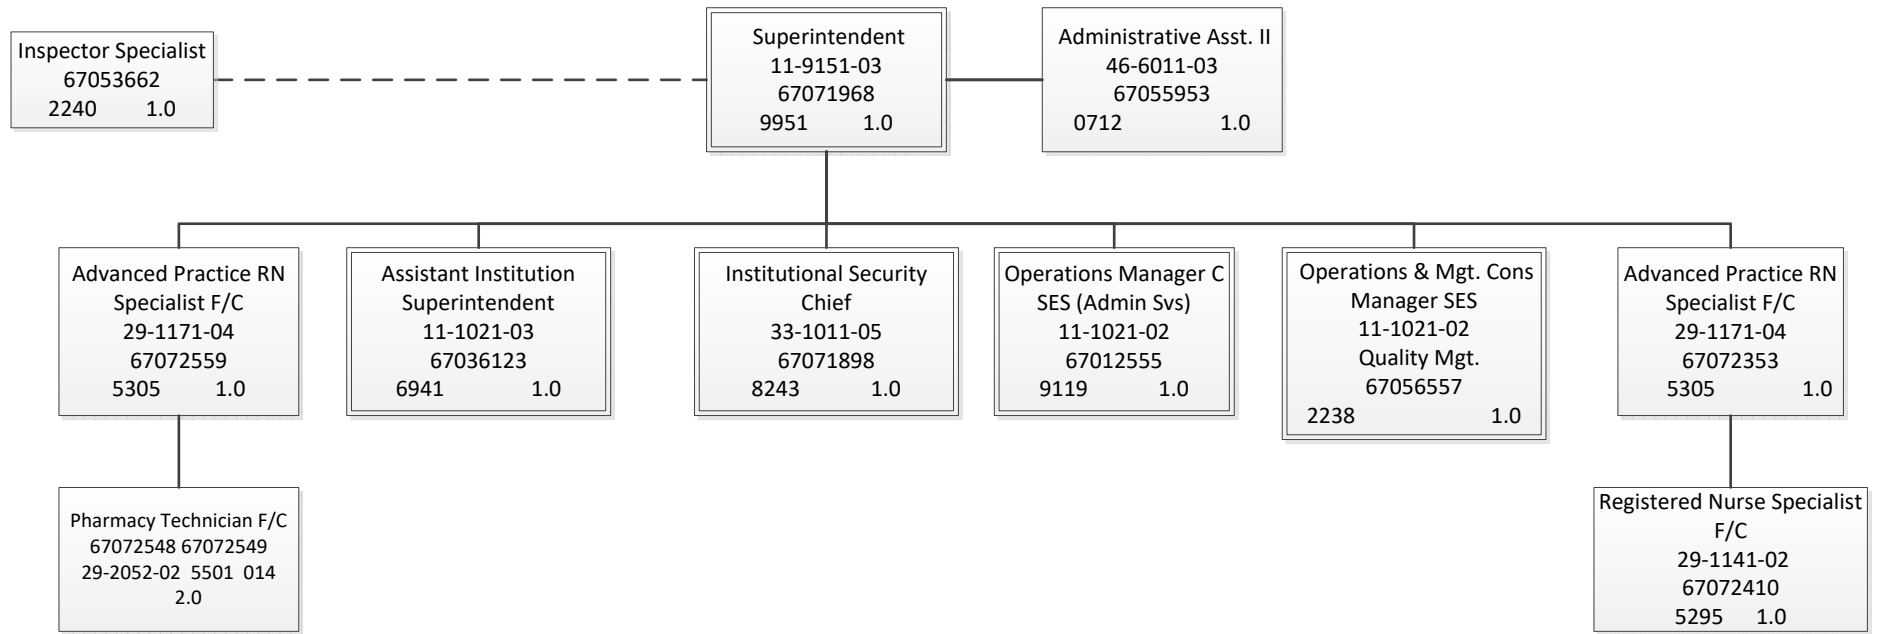 Inspector Specialist
67053662
2240 1.0
Superintendent
11-9151-03
67071968
9951 1.0
Administrative Asst. II
46-6011-03
67055953
0712 1.0
Advanced Practice RN
Specialist F/C
29-1171-04
67072559
5305 1.0
Assistant Institution
Superintendent
11-1021-03
67036123
6941 1.0
Institutional Security
Chief
33-1011-05
67071898
8243 1.0
Operations Manager C
SES (Admin Svs)
11-1021-02
67012555
9119 1.0
Operations & Mgt. Cons
Manager SES
11-1021-02
Quality Mgt.
67056557
2238 1.0
Advanced Practice RN
Specialist F/C
29-1171-04
67072353
5305 1.0
Pharmacy Technician F/C
67072548 67072549
29-2052-02 5501 014
2.0
Registered Nurse Specialist
F/C
29-1141-02
67072410
5295 1.0